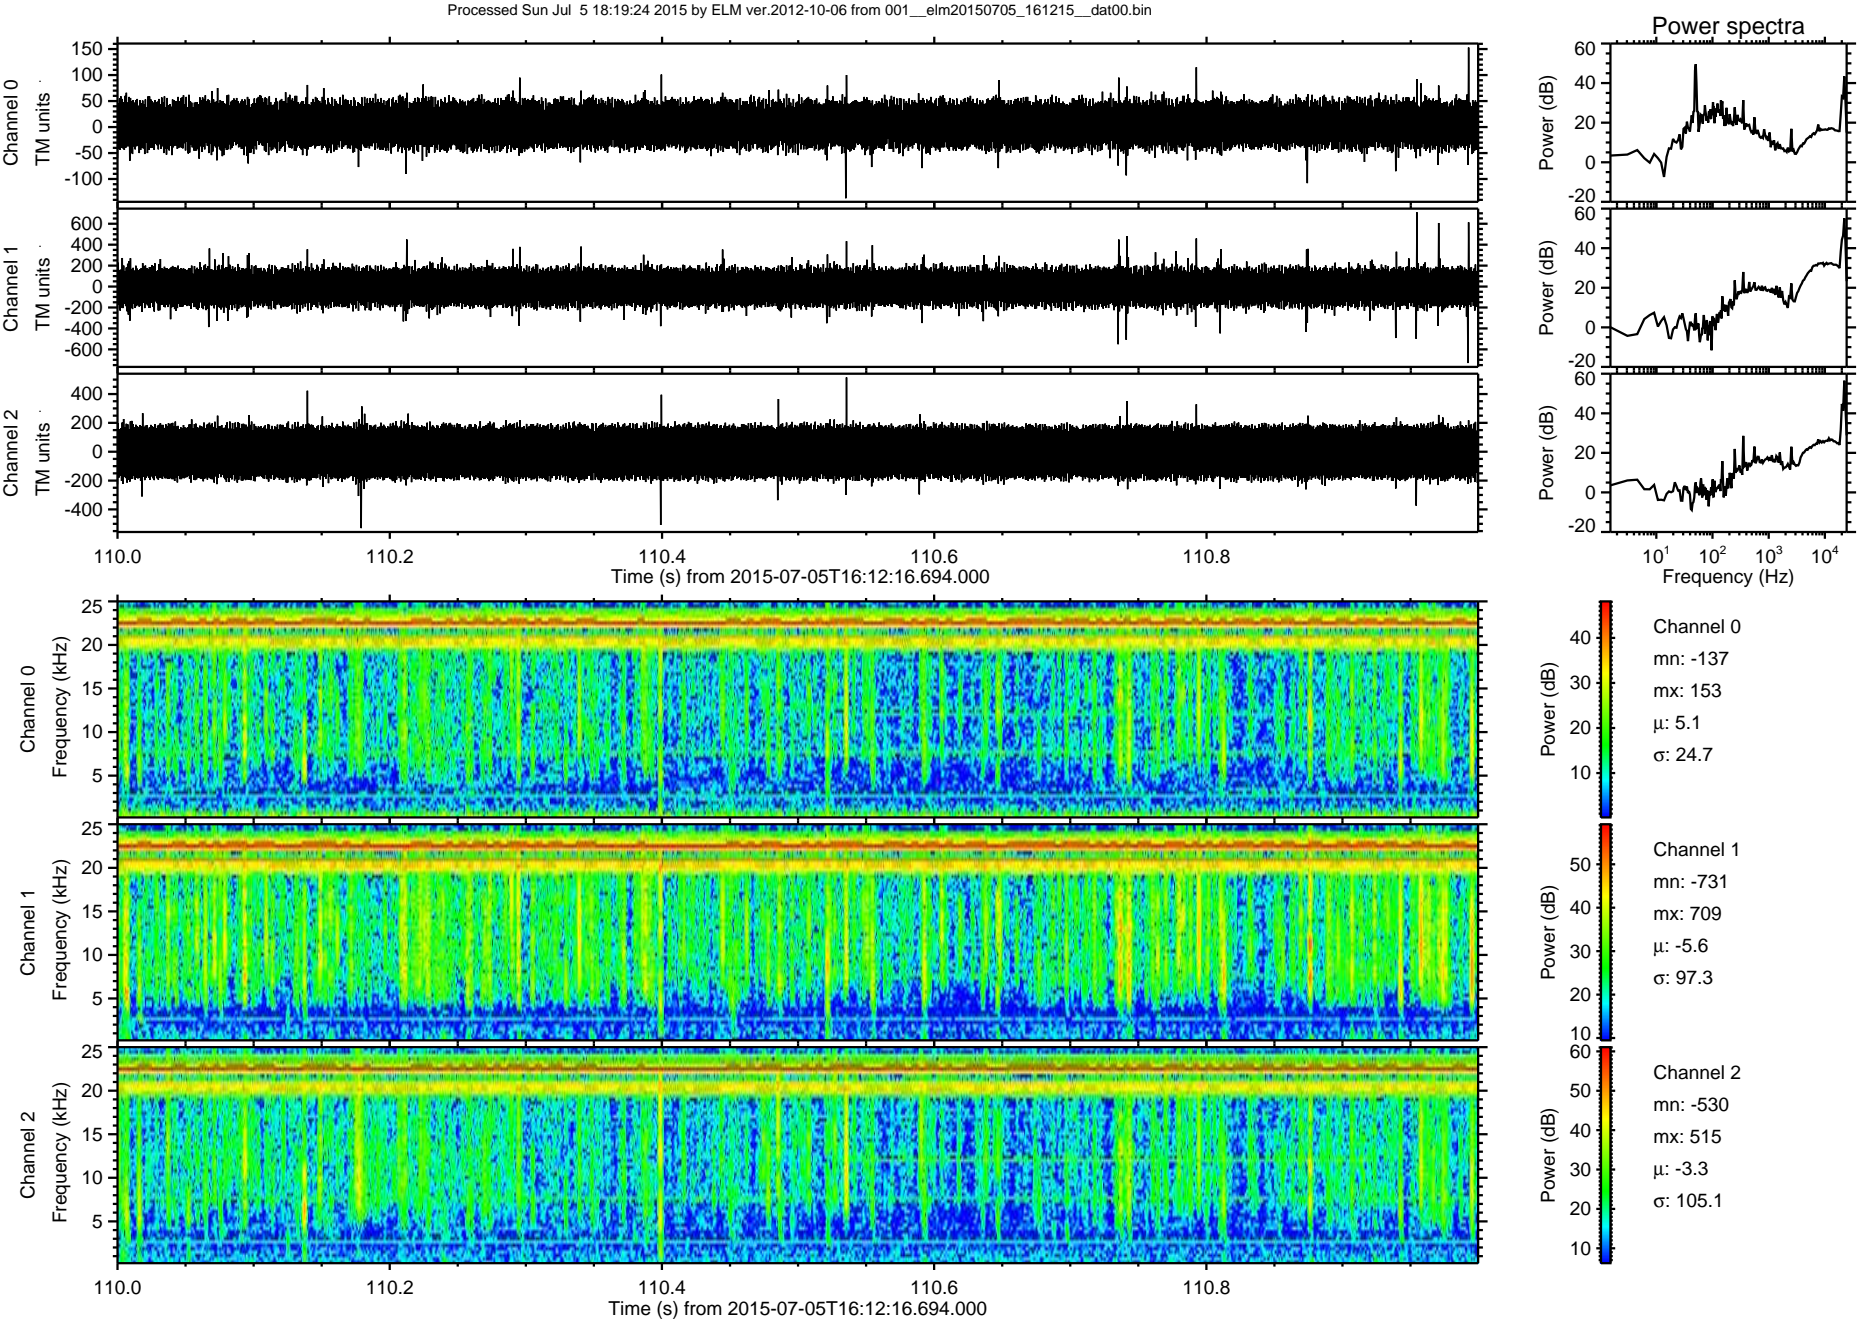 Processed Sun Jul  5 18:19:24 2015 by ELM ver.2012-10-06 from 001__elm20150705_161215__dat00.bin
Power spectra
Channel 0
TM units
150
100
50
0
-50
-100
Power (dB)
60
40
20
0
-20
Channel 1
TM units
600
400
200
0
-200
-400
-600
Power (dB)
60
40
20
0
-20
Channel 2
TM units
400
200
0
-200
-400
Power (dB)
60
40
20
0
-20
110.0 110.2 110.4 110.6 110.8
Time (s) from 2015-07-05T16:12:16.694.000
10¹ 10² 10³ 10⁴
Frequency (Hz)
Channel 0
Frequency (kHz)
25
20
15
10
5
Power (dB)
40
30
20
10
Channel 0
mn: -137
mx: 153
μ: 5.1
σ: 24.7
Channel 1
Frequency (kHz)
25
20
15
10
5
Power (dB)
50
40
30
20
10
Channel 1
mn: -731
mx: 709
μ: -5.6
σ: 97.3
Channel 2
Frequency (kHz)
25
20
15
10
5
Power (dB)
60
50
40
30
20
10
Channel 2
mn: -530
mx: 515
μ: -3.3
σ: 105.1
110.0 110.2 110.4 110.6 110.8
Time (s) from 2015-07-05T16:12:16.694.000